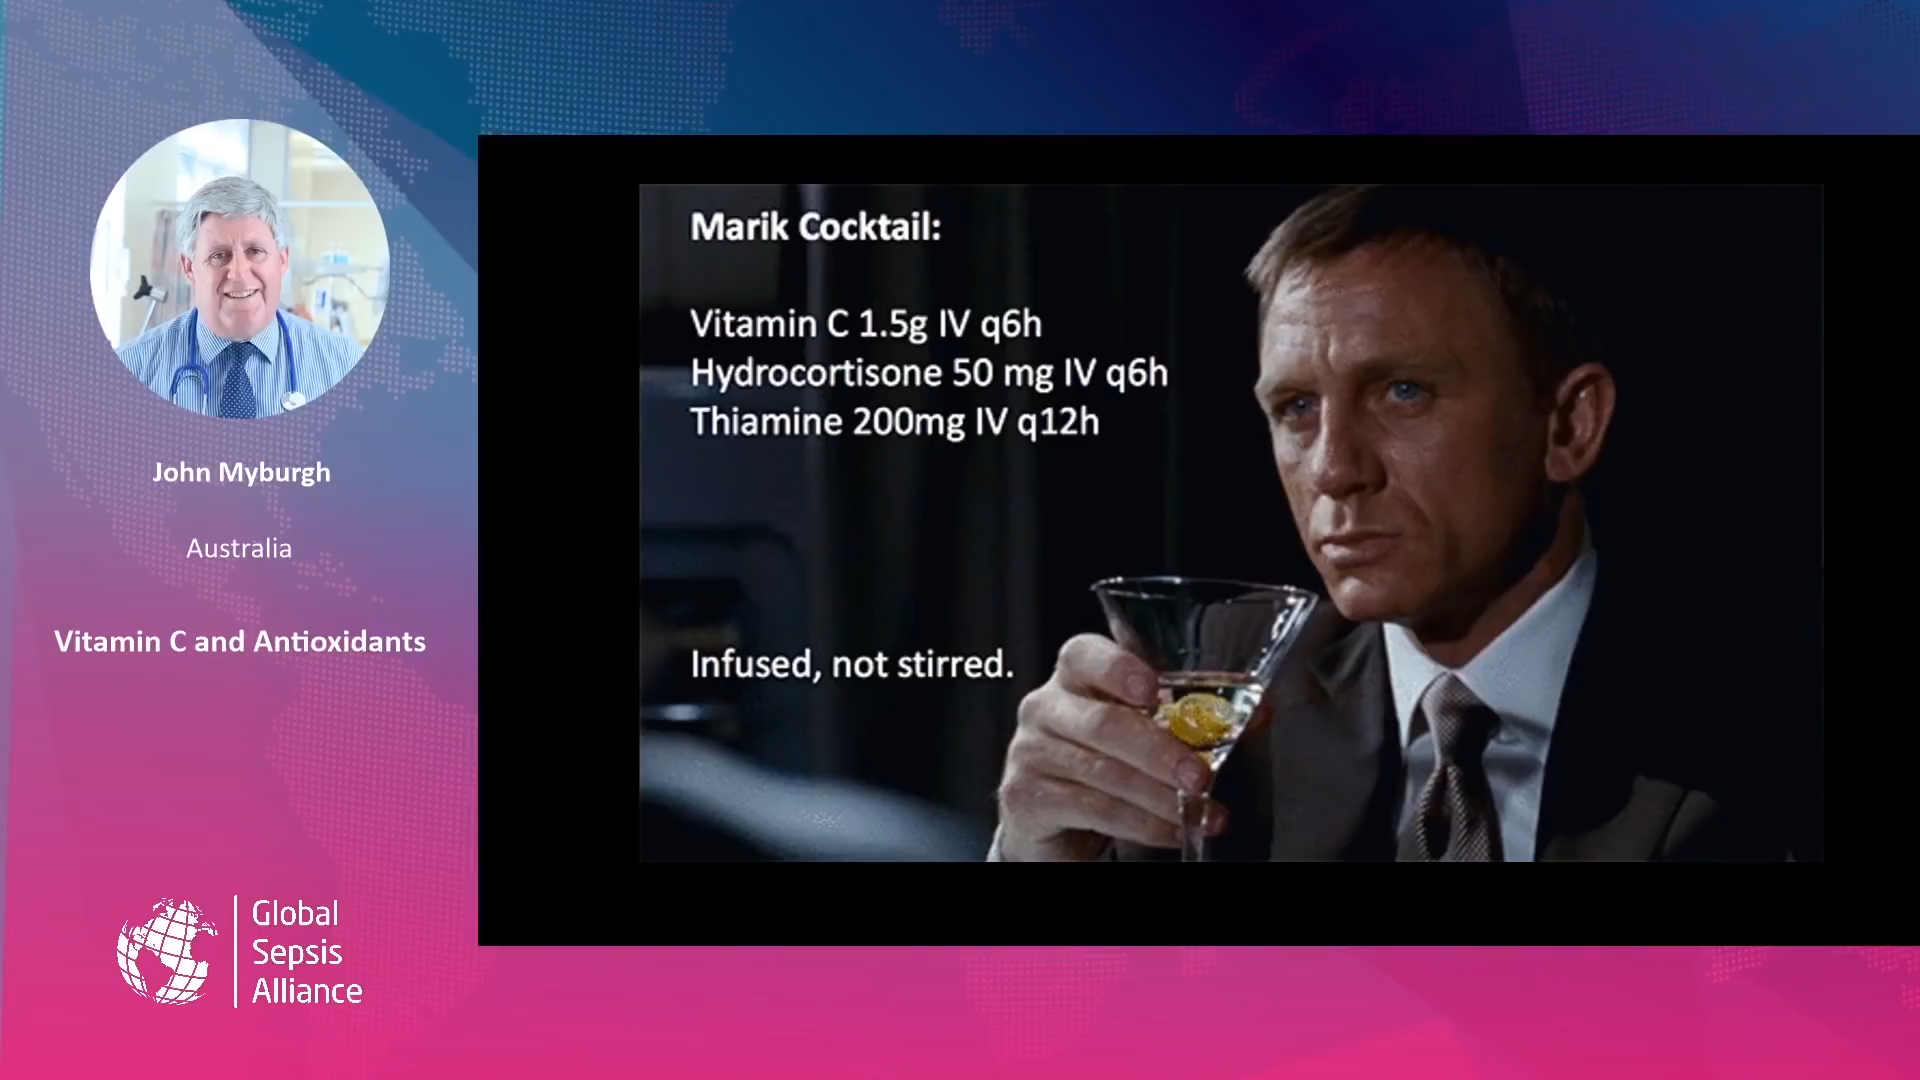 John Myburgh
Australia
Vitamin C and Antioxidants
Global
Sepsis
Alliance
Marik Cocktail:
Vitamin C 1.5g IV q6h
Hydrocortisone 50 mg IV q6h
Thiamine 200mg IV q12h
Infused, not stirred.